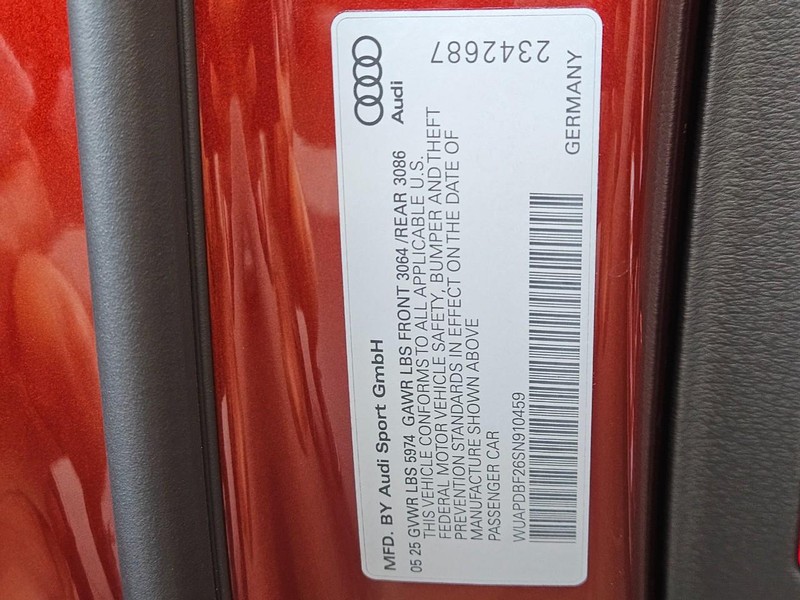 MFD. BY Audi Sport GmbH
Audi
05 25 GVWR LBS 5974 GAWR LBS FRONT 3064 /REAR 3086
THIS VEHICLE CONFORMS TO ALL APPLICABLE U.S.
FEDERAL MOTOR VEHICLE SAFETY, BUMPER AND THEFT
PREVENTION STANDARDS IN EFFECT ON THE DATE OF
MANUFACTURE SHOWN ABOVE
PASSENGER CAR
WUAPDBF26SN910459
GERMANY
2342687